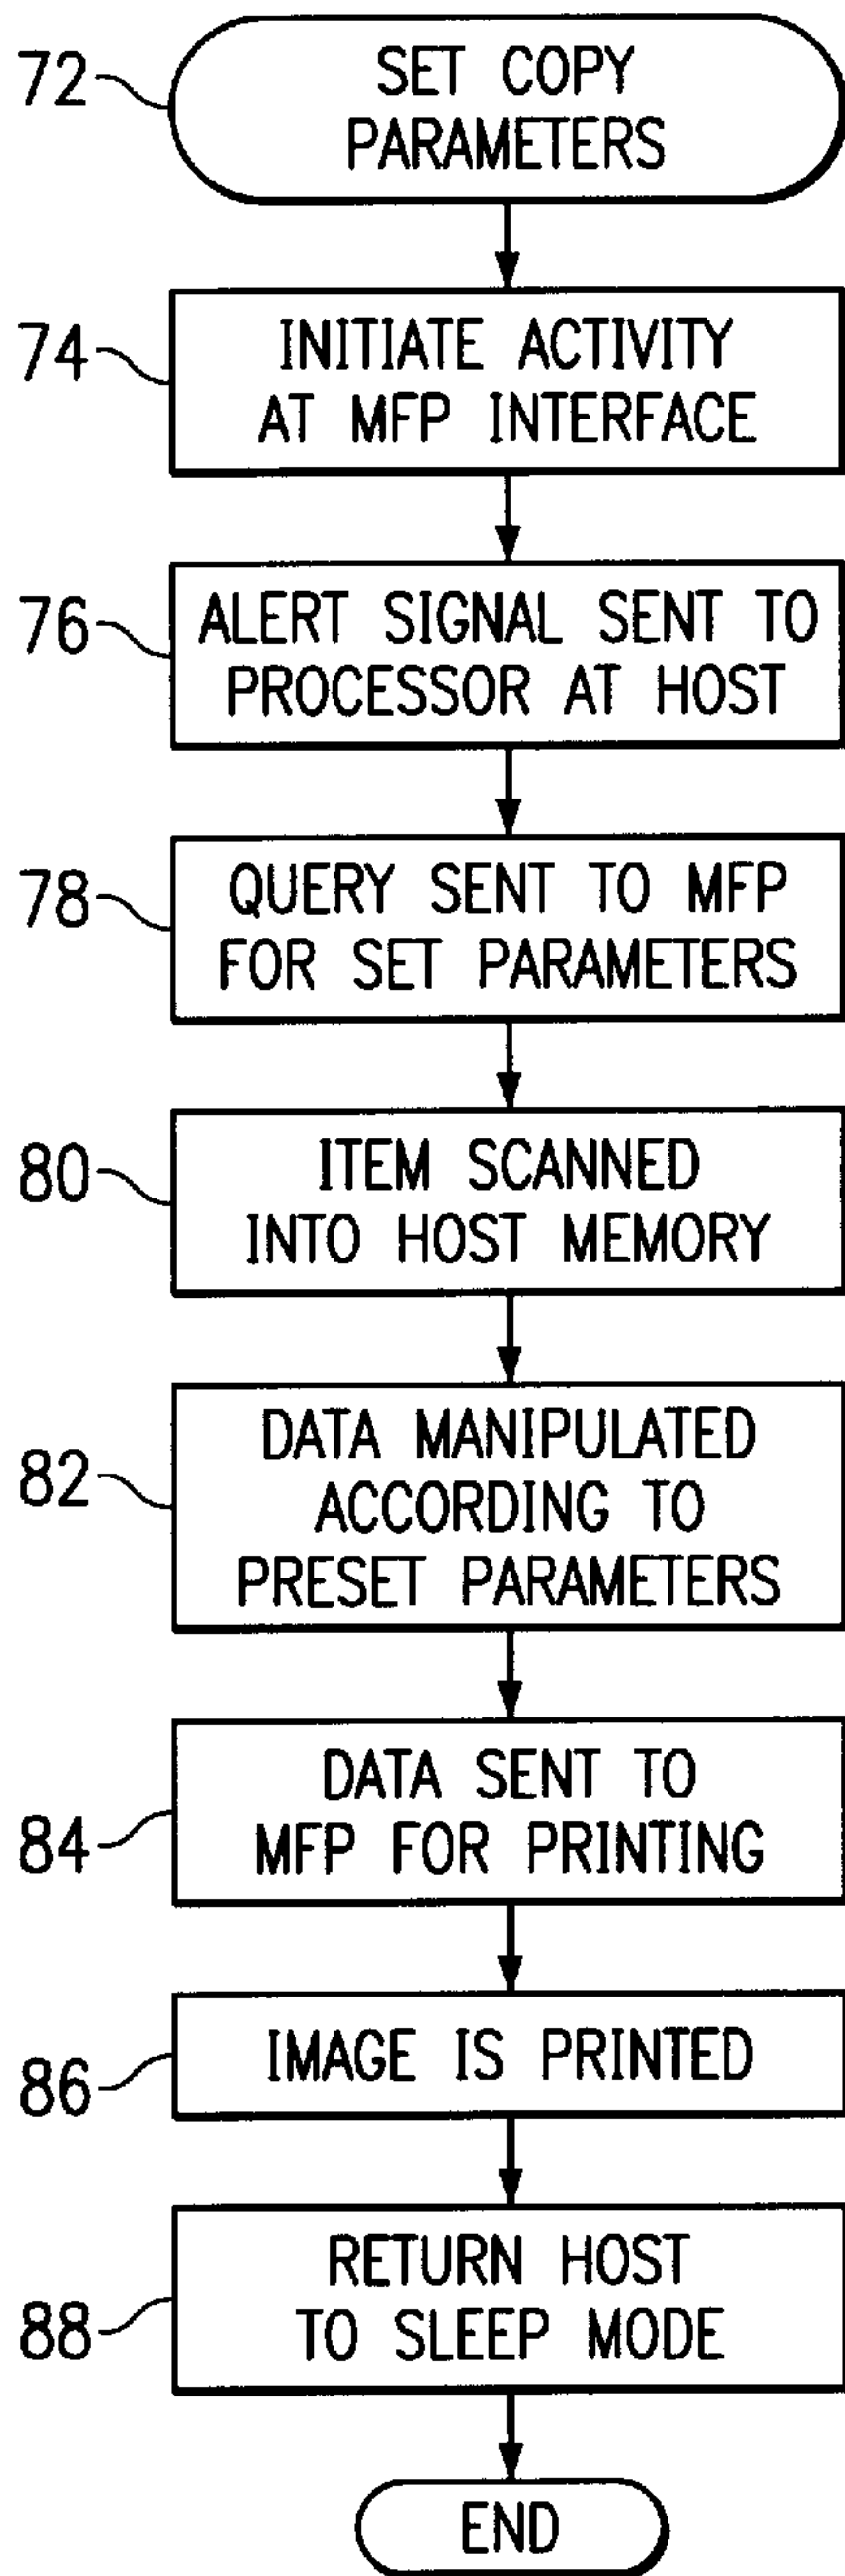 72
SET COPY
PARAMETERS
74
INITIATE ACTIVITY
AT MFP INTERFACE
76
ALERT SIGNAL SENT TO
PROCESSOR AT HOST
78
QUERY SENT TO MFP
FOR SET PARAMETERS
80
ITEM SCANNED
INTO HOST MEMORY
82
DATA MANIPULATED
ACCORDING TO
PRESET PARAMETERS
84
DATA SENT TO
MFP FOR PRINTING
86
IMAGE IS PRINTED
88
RETURN HOST
TO SLEEP MODE
END